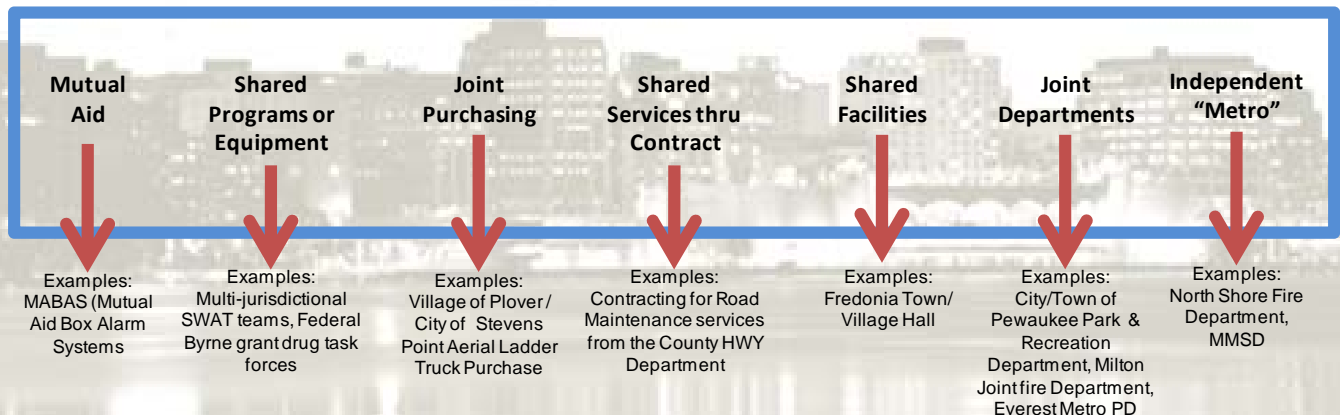 Mutual
Aid
Shared
Programs or
Equipment
Joint
Purchasing
Shared
Services thru
Contract
Shared
Facilities
Joint
Departments
Independent
“Metro”
Examples:
MABAS (Mutual
Aid Box Alarm
Systems
Examples:
Multi-jurisdictional
SWAT teams, Federal
Byrne grant drug task
forces
Examples:
Village of Plover /
City of Stevens
Point Aerial Ladder
Truck Purchase
Examples:
Contracting for Road
Maintenance services
from the County HWY
Department
Examples:
Fredonia Town/
Village Hall
Examples:
City/Town of
Pewaukee Park &
Recreation
Department, Milton
Joint fire Department,
Everest Metro PD
Examples:
North Shore Fire
Department,
MMSD